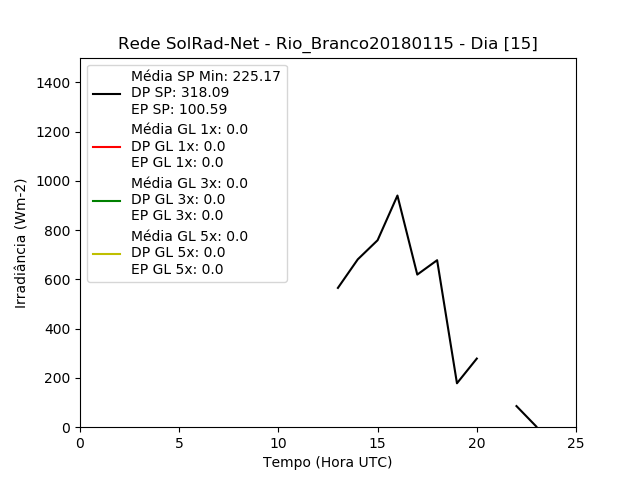 Rede SolRad-Net - Rio_Branco20180115 - Dia [15]
Média SP Min: 225.17
DP SP: 318.09
EP SP: 100.59
Média GL 1x: 0.0
DP GL 1x: 0.0
EP GL 1x: 0.0
Média GL 3x: 0.0
DP GL 3x: 0.0
EP GL 3x: 0.0
Média GL 5x: 0.0
DP GL 5x: 0.0
EP GL 5x: 0.0
Irradiância (Wm-2)
1400
1200
1000
800
600
400
200
0
0 5 10 15 20 25
Tempo (Hora UTC)